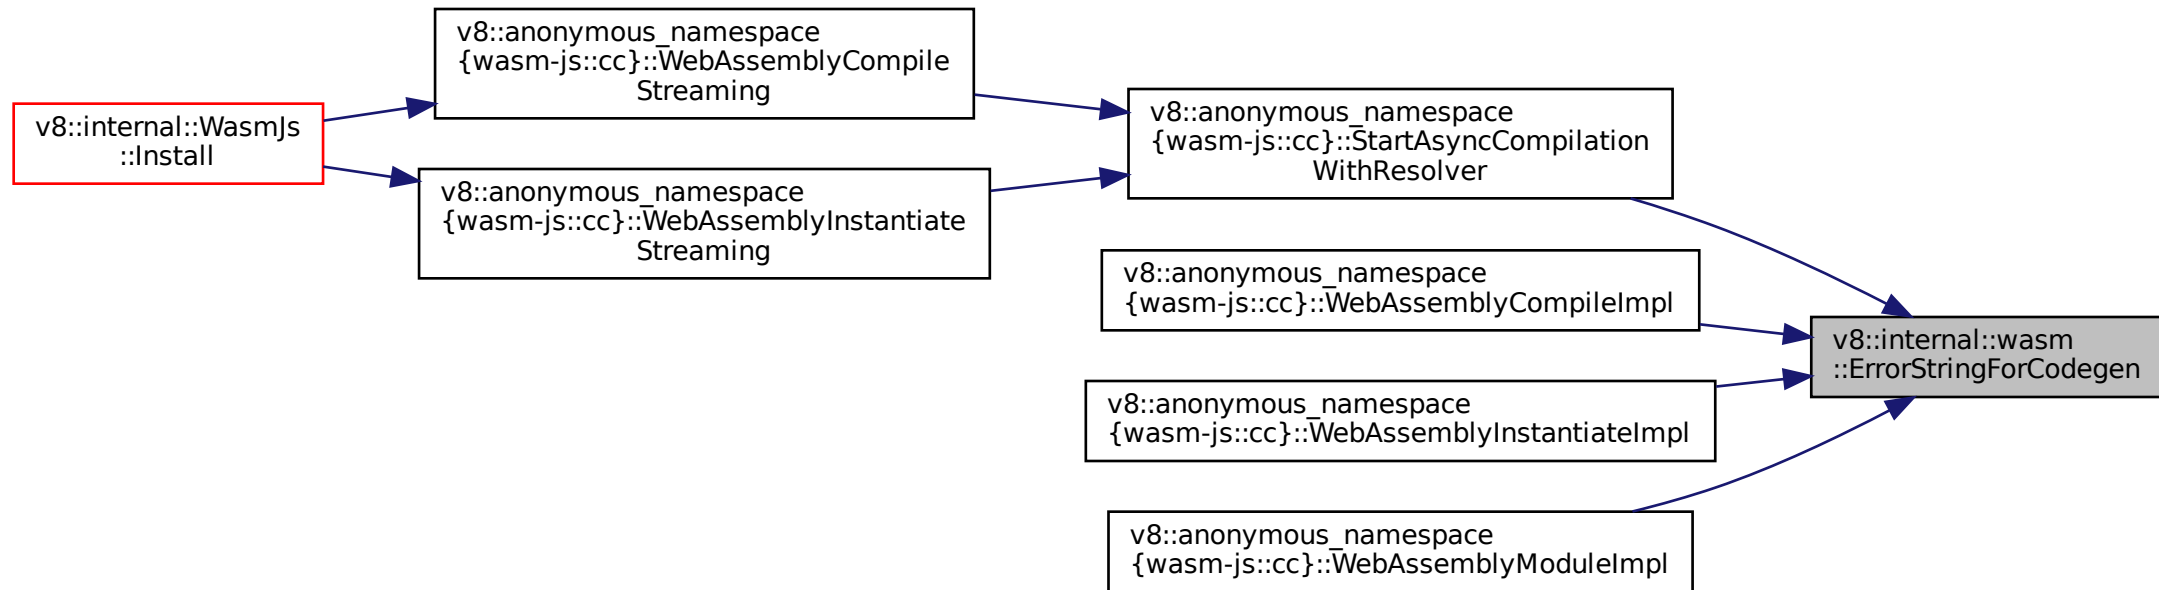 v8::anonymous_namespace
{wasm-js::cc}::WebAssemblyCompile
Streaming
v8::internal::WasmJs
::Install
v8::anonymous_namespace
{wasm-js::cc}::WebAssemblyInstantiate
Streaming
v8::anonymous_namespace
{wasm-js::cc}::StartAsyncCompilation
WithResolver
v8::anonymous_namespace
{wasm-js::cc}::WebAssemblyCompileImpl
v8::anonymous_namespace
{wasm-js::cc}::WebAssemblyInstantiateImpl
v8::anonymous_namespace
{wasm-js::cc}::WebAssemblyModuleImpl
v8::internal::wasm
::ErrorStringForCodegen